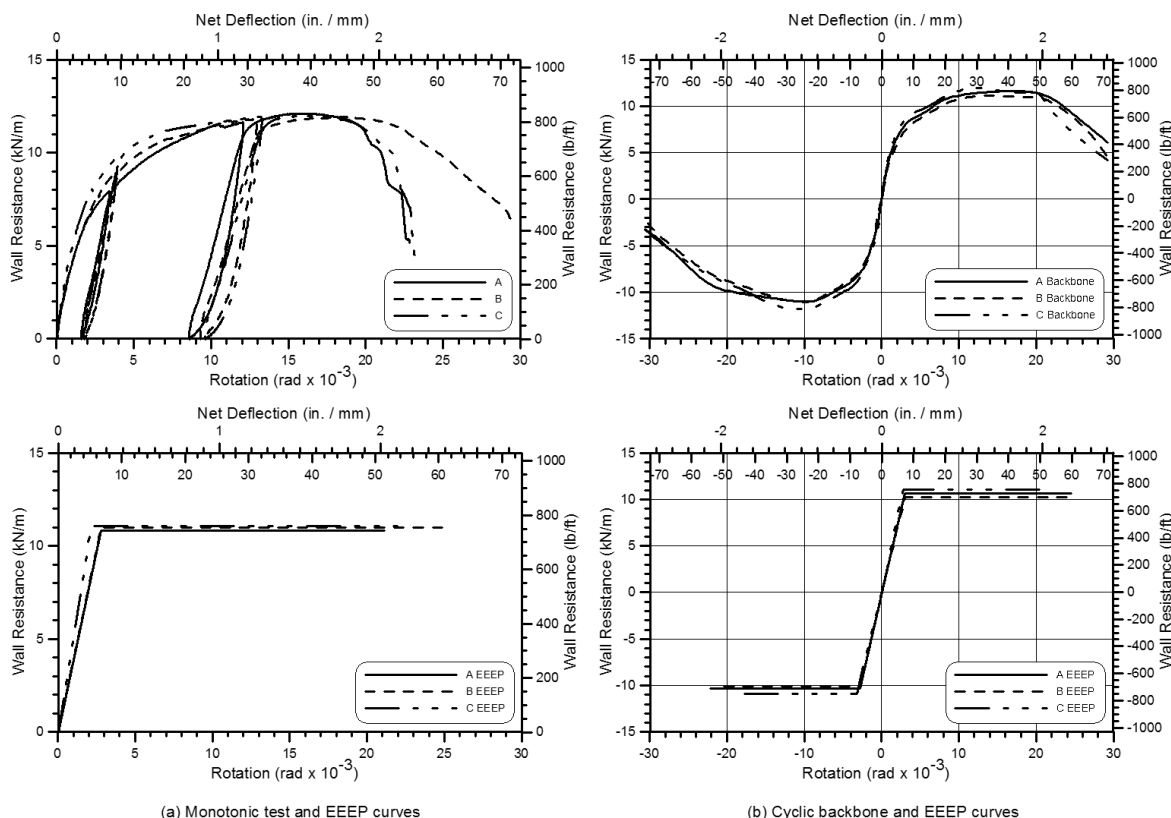 Net Deflection (in. / mm)
0 1 2
10 20 30 40 50 60 70
15 10 5 0
Wall Resistance (kN/m)
1000 800 600 400 200 0
Wall Resistance (lb/ft)
A
B
C
0 5 10 15 20 25 30
Rotation (rad x 10-3)
Net Deflection (in. / mm)
-2 -1 0 1 2
-70 -60 -50 -40 -30 -20 -10 0 10 20 30 40 50 60 70
15 10 5 0 -5 -10 -15
Wall Resistance (kN/m)
1000 800 600 400 200 0 -200 -400 -600 -800 -1000
Wall Resistance (lb/ft)
A Backbone
B Backbone
C Backbone
-30 -20 -10 0 10 20 30
Rotation (rad x 10-3)
Net Deflection (in. / mm)
0 1 2
10 20 30 40 50 60 70
15 10 5 0
Wall Resistance (kN/m)
1000 800 600 400 200 0
Wall Resistance (lb/ft)
A EEEP
B EEEP
C EEEP
0 5 10 15 20 25 30
Rotation (rad x 10-3)
Net Deflection (in. / mm)
-2 -1 0 1 2
-70 -60 -50 -40 -30 -20 -10 0 10 20 30 40 50 60 70
15 10 5 0 -5 -10 -15
Wall Resistance (kN/m)
1000 800 600 400 200 0 -200 -400 -600 -800 -1000
Wall Resistance (lb/ft)
A EEEP
B EEEP
C EEEP
-30 -20 -10 0 10 20 30
Rotation (rad x 10-3)
(a) Monotonic test and EEEP curves
(b) Cyclic backbone and EEEP curves